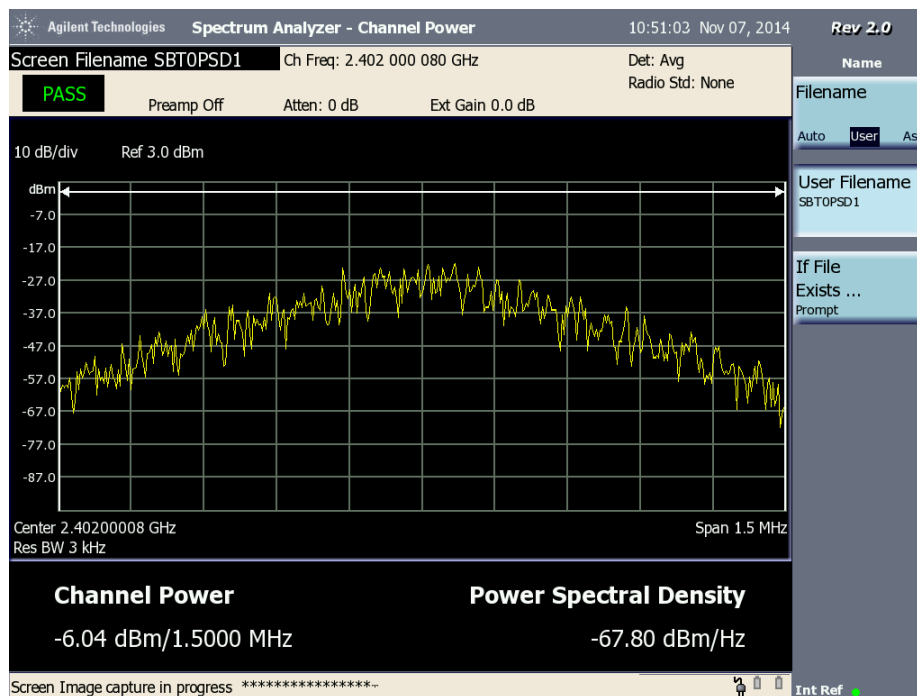 Agilent Technologies Spectrum Analyzer - Channel Power 10:51:03 Nov 07, 2014 Rev 2.0
Screen Filename SBT0PSD1 Ch Freq: 2.402 000 080 GHz Det: Avg
Radio Std: None
PASS Preamp Off Atten: 0 dB Ext Gain 0.0 dB
10 dB/div Ref 3.0 dBm
dBm
-7.0
-17.0
-27.0
-37.0
-47.0
-57.0
-67.0
-77.0
-87.0
Center 2.40200008 GHz Span 1.5 MHz
Res BW 3 kHz
Channel Power Power Spectral Density
-6.04 dBm/1.5000 MHz -67.80 dBm/Hz
Screen Image capture in progress ****************--
Name
Filename
Auto User As
User Filename
SBT0PSD1
If File
Exists ...
Prompt
Int Ref